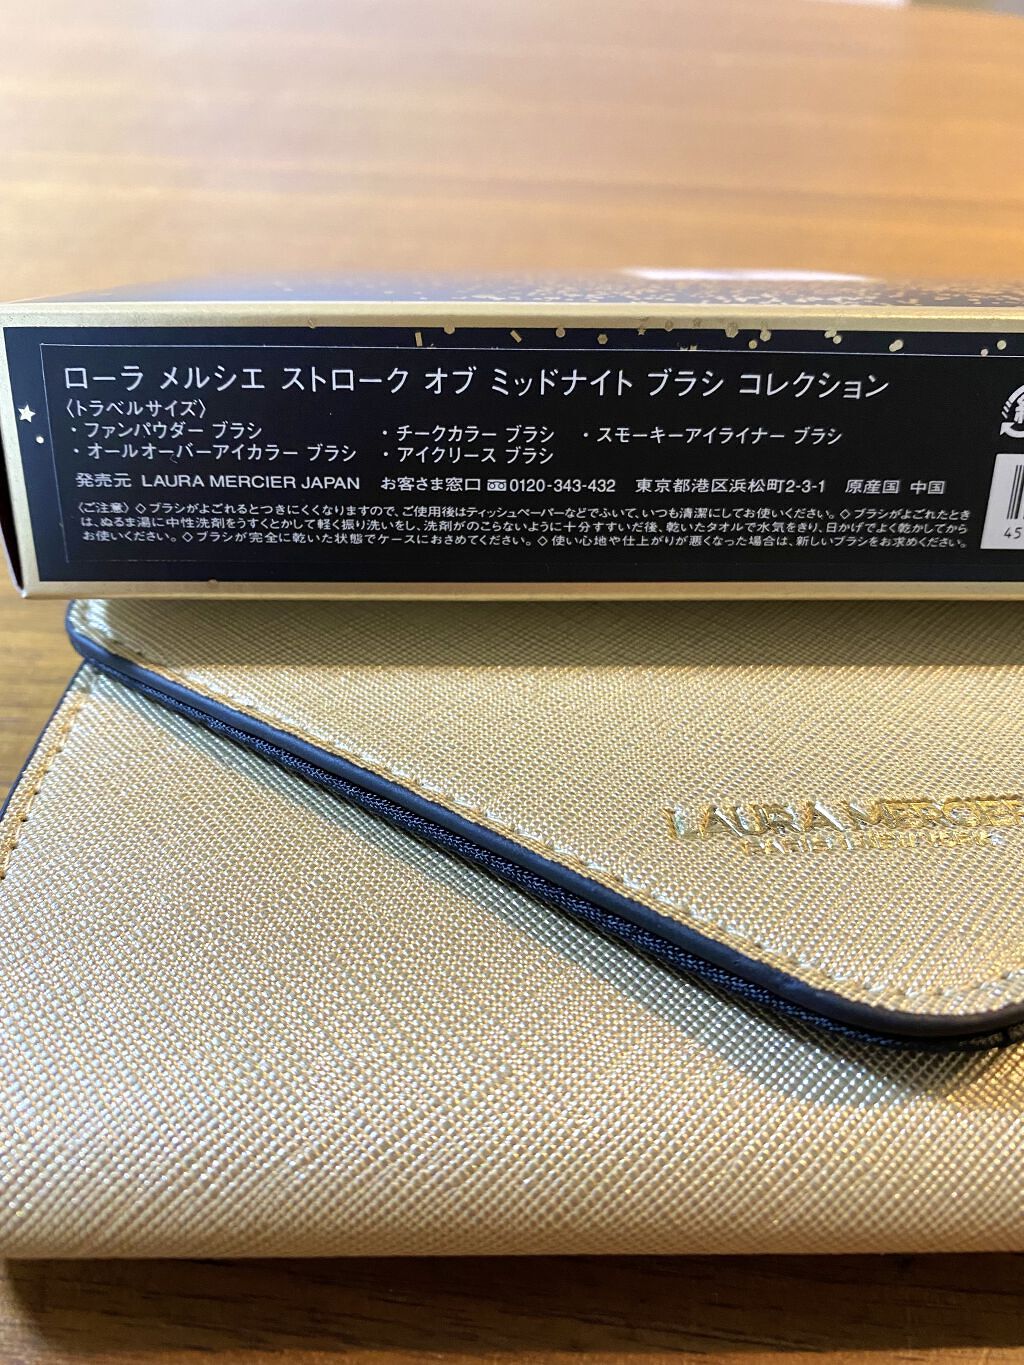 ローラ メルシエ ストローク オブ ミッドナイト ブラシ コレクション
〈トラベルサイズ〉
・ファンパウダー ブラシ ・チークカラー ブラシ ・スモーキーアイライナー ブラシ
・オールオーバーアイカラー ブラシ ・アイクリース ブラシ
発売元 LAURA MERCIER JAPAN お客さま窓口 0120-343-432 東京都港区浜松町2-3-1 原産国 中国
〈ご注意〉◇ブラシがよごれるとつきにくくなりますので、ご使用後はティッシュペーパーなどでふいて、いつも清潔にしてお使いください。◇ブラシがよごれたとき
は、ぬるま湯に中性洗剤をうすくとかして軽く振り洗いをし、洗剤がのこらないように十分すすいだ後、乾いたタオルで水気をきり、日かげでよく乾かしてから
お使いください。◇ブラシが完全に乾いた状態でケースにおさめてください。◇使い心地や仕上がりが悪くなった場合は、新しいブラシをお求めください。
45
LAURA MERCIER